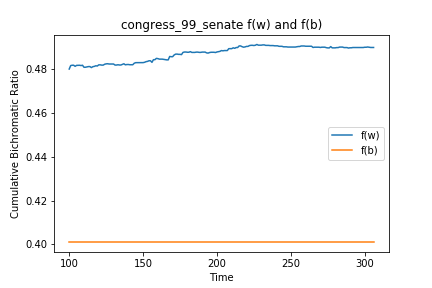 congress_99_senate f(w) and f(b)
Cumulative Bichromatic Ratio
0.48
0.46
0.44
0.42
0.40
f(w)
f(b)
100
150
200
250
300
Time